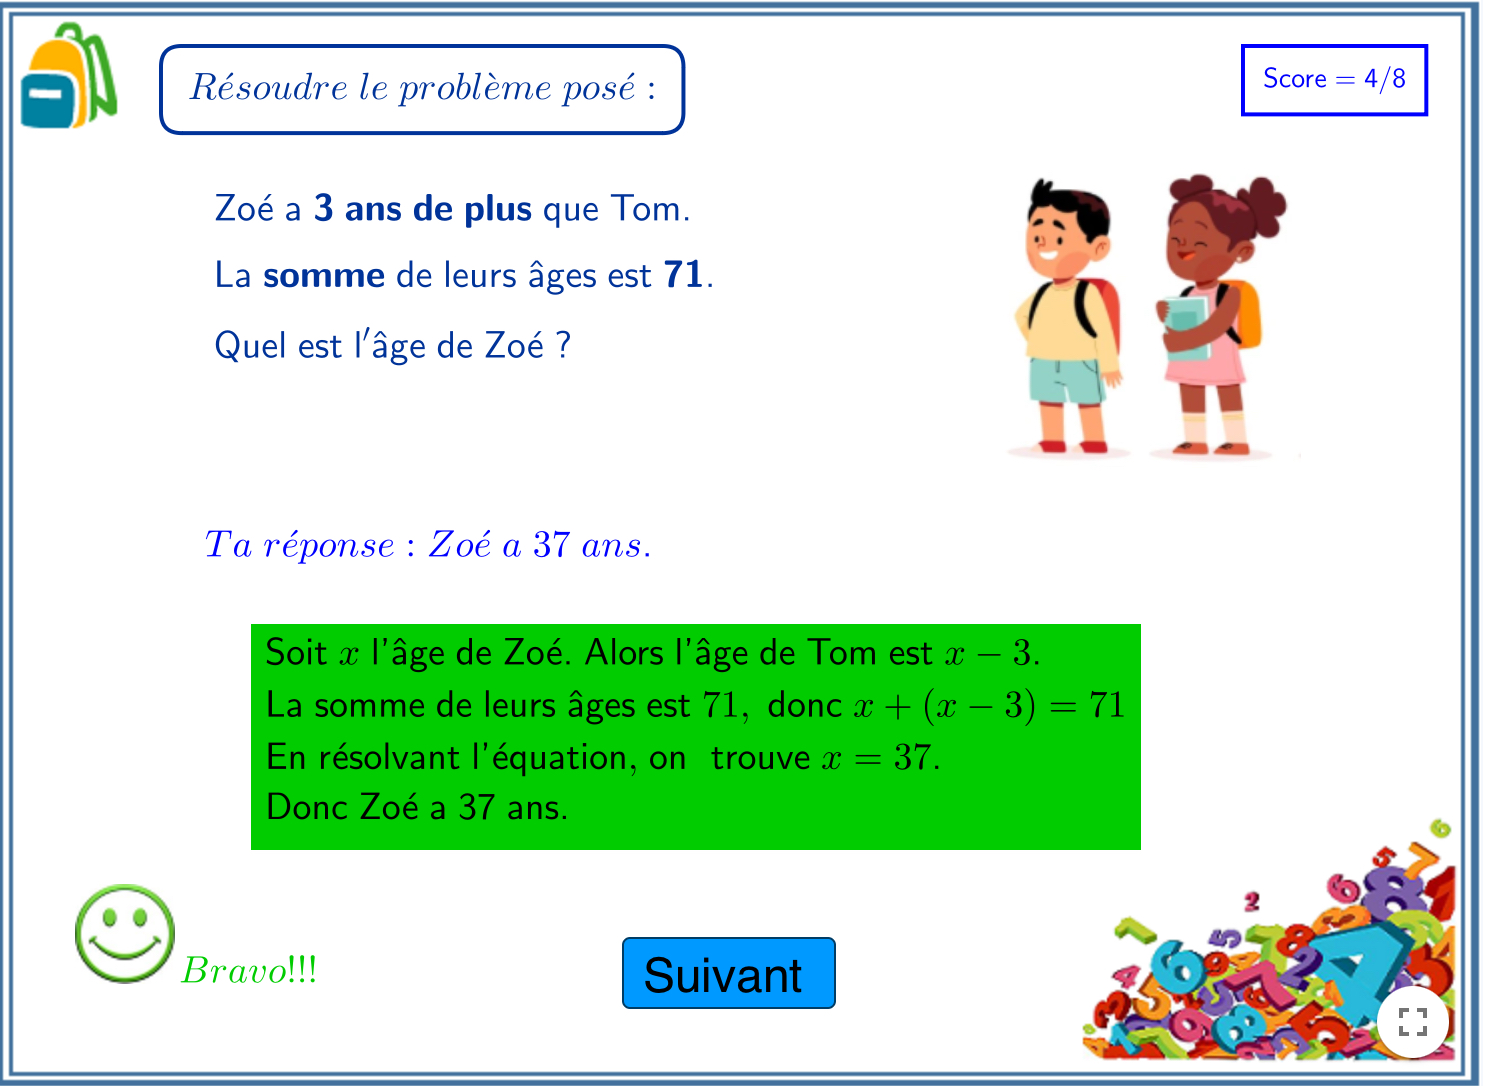 Résoudre le problème posé :
Score = 4/8
Zoé a 3 ans de plus que Tom.
La somme de leurs âges est 71.
Quel est l'âge de Zoé ?
Ta réponse : Zoé a 37 ans.
Soit x l'âge de Zoé. Alors l'âge de Tom est x − 3.
La somme de leurs âges est 71, donc x + (x − 3) = 71
En résolvant l'équation, on trouve x = 37.
Donc Zoé a 37 ans.
Bravo!!!
Suivant